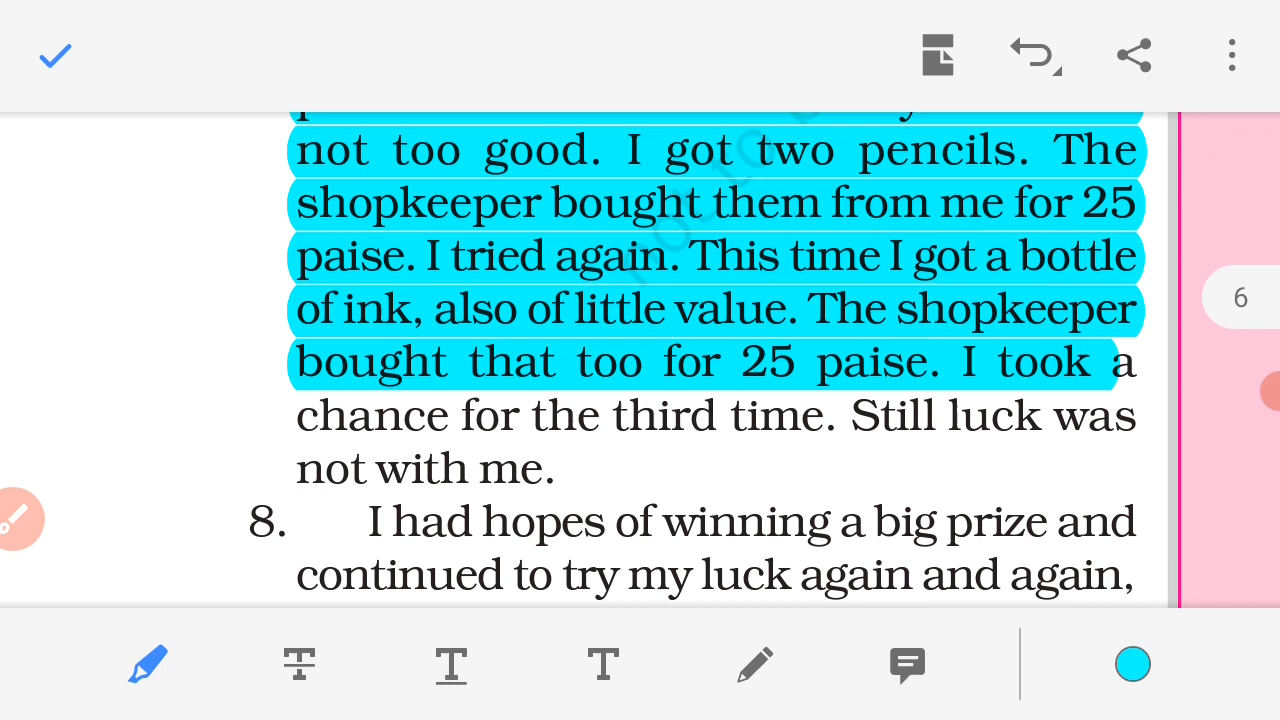 not too good. I got two pencils. The
shopkeeper bought them from me for 25
paise. I tried again. This time I got a bottle
of ink, also of little value. The shopkeeper
bought that too for 25 paise. I took a
chance for the third time. Still luck was
not with me.
8. I had hopes of winning a big prize and
continued to try my luck again and again,
6
T
T
T